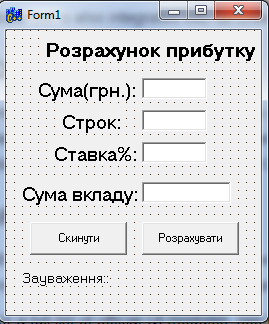 Form1
Розрахунок прибутку
Сума(грн.):
Строк:
Ставка%:
Сума вкладу:
Скинути Розрахувати
Зауваження::